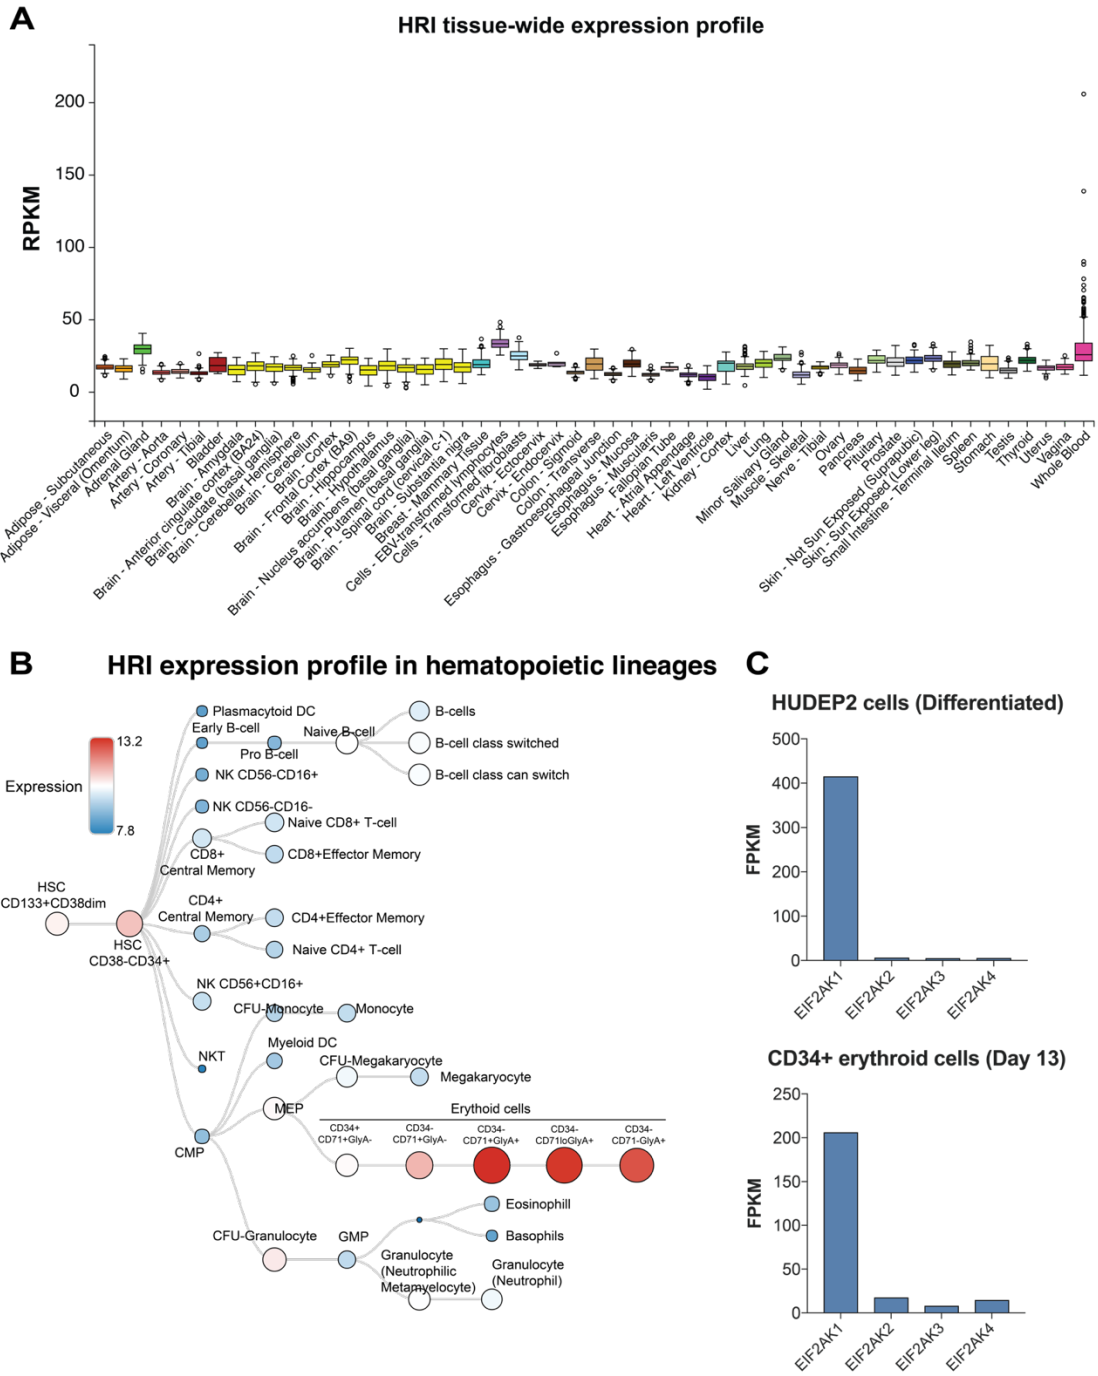 A
HRI tissue-wide expression profile
RPKM
200
150
100
50
0
Adipose - Subcutaneous
Adipose - Visceral (Omentum)
Adrenal Gland
Artery - Aorta
Artery - Coronary
Artery - Tibial
Bladder
Brain - Amygdala
Brain - Anterior cingulate cortex (BA24)
Brain - Caudate (basal ganglia)
Brain - Cerebellar Hemisphere
Brain - Cerebellum
Brain - Cortex
Brain - Frontal Cortex (BA9)
Brain - Hippocampus
Brain - Hypothalamus
Brain - Nucleus accumbens (basal ganglia)
Brain - Putamen (basal ganglia)
Brain - Spinal cord (cervical c-1)
Brain - Substantia nigra
Breast - Mammary Tissue
Cells - EBV-transformed lymphocytes
Cells - Transformed fibroblasts
Cervix - Ectocervix
Cervix - Endocervix
Colon - Sigmoid
Colon - Transverse
Esophagus - Gastroesophageal Junction
Esophagus - Mucosa
Esophagus - Muscularis
Fallopian Tube
Heart - Atrial Appendage
Heart - Left Ventricle
Kidney - Cortex
Liver
Lung
Minor Salivary Gland
Muscle - Skeletal
Nerve - Tibial
Ovary
Pancreas
Pituitary
Prostate
Skin - Not Sun Exposed (Suprapubic)
Skin - Sun Exposed (Lower leg)
Small Intestine - Terminal Ileum
Spleen
Stomach
Testis
Thyroid
Uterus
Vagina
Whole Blood
B
HRI expression profile in hematopoietic lineages
Expression
13.2
7.8
Plasmacytoid DC
Early B-cell
Pro B-cell
Naive B-cell
B-cells
B-cell class switched
B-cell class can switch
NK CD56-CD16+
NK CD56-CD16-
Naive CD8+ T-cell
CD8+
Central Memory
CD8+Effector Memory
HSC
CD133+CD38dim
HSC
CD38-CD34+
CD4+
Central Memory
CD4+Effector Memory
Naive CD4+ T-cell
NK CD56+CD16+
CFU-Monocyte
Monocyte
NKT
Myeloid DC
CFU-Megakaryocyte
Megakaryocyte
MEP
CMP
Erythoid cells
CD34+
CD71+GlyA-
CD34-
CD71+GlyA-
CD34-
CD71+GlyA+
CD34-
CD71loGlyA+
CD34-
CD71-GlyA+
CFU-Granulocyte
GMP
Eosinophill
Basophils
Granulocyte
(Neutrophilic
Metamyelocyte)
Granulocyte
(Neutrophil)
C
HUDEP2 cells (Differentiated)
FPKM
500
400
300
200
100
0
EIF2AK1
EIF2AK2
EIF2AK3
EIF2AK4
CD34+ erythroid cells (Day 13)
FPKM
250
200
150
100
50
0
EIF2AK1
EIF2AK2
EIF2AK3
EIF2AK4